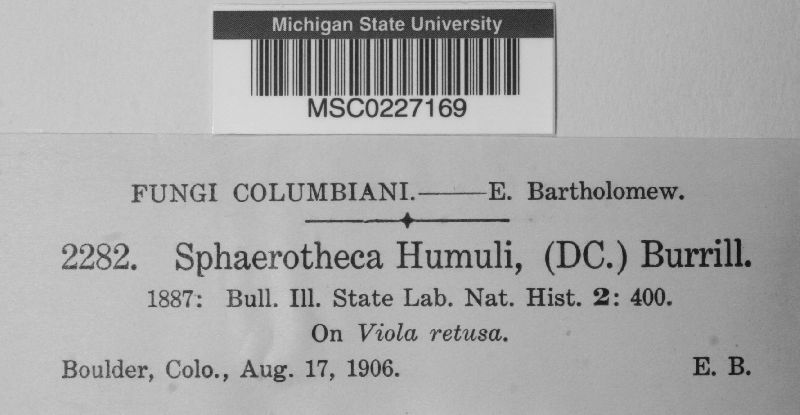 Michigan State University
MSC0227169
FUNGI COLUMBIANI.——E. Bartholomew.
2282. Sphaerotheca Humuli, (DC.) Burrill.
1887: Bull. Ill. State Lab. Nat. Hist. 2: 400.
On Viola retusa.
Boulder, Colo., Aug. 17, 1906. E. B.